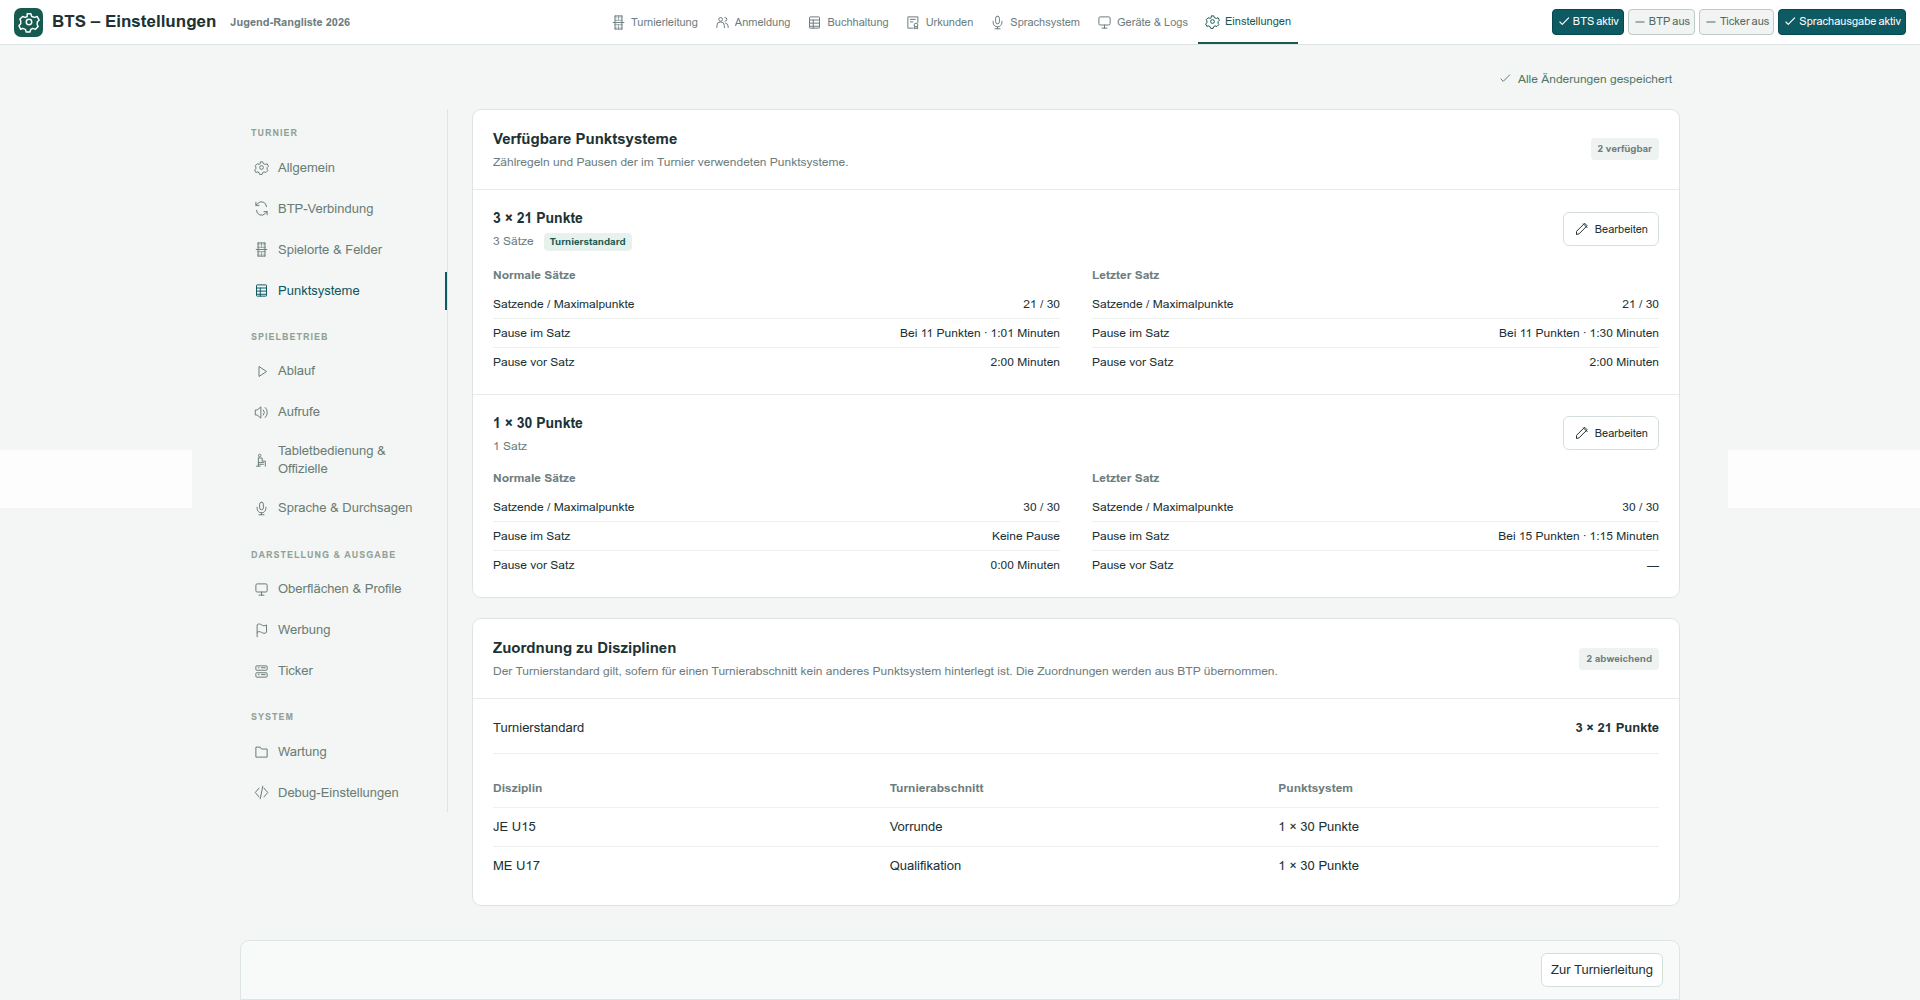 BTS – Einstellungen
Jugend-Rangliste 2026
Turnierleitung
Anmeldung
Buchhaltung
Urkunden
Sprachsystem
Geräte & Logs
Einstellungen
BTS aktiv
BTP aus
Ticker aus
Sprachausgabe aktiv
Alle Änderungen gespeichert
TURNIER
Allgemein
BTP-Verbindung
Spielorte & Felder
Punktsysteme
SPIELBETRIEB
Ablauf
Aufrufe
Tabletbedienung &
Offizielle
Sprache & Durchsagen
DARSTELLUNG & AUSGABE
Oberflächen & Profile
Werbung
Ticker
SYSTEM
Wartung
Debug-Einstellungen
Verfügbare Punktsysteme
Zählregeln und Pausen der im Turnier verwendeten Punktsysteme.
2 verfügbar
3 × 21 Punkte
3 Sätze Turnierstandard
Bearbeiten
Normale Sätze
Satzende / Maximalpunkte 21 / 30
Pause im Satz Bei 11 Punkten · 1:01 Minuten
Pause vor Satz 2:00 Minuten
Letzter Satz
Satzende / Maximalpunkte 21 / 30
Pause im Satz Bei 11 Punkten · 1:30 Minuten
Pause vor Satz 2:00 Minuten
1 × 30 Punkte
1 Satz
Bearbeiten
Normale Sätze
Satzende / Maximalpunkte 30 / 30
Pause im Satz Keine Pause
Pause vor Satz 0:00 Minuten
Letzter Satz
Satzende / Maximalpunkte 30 / 30
Pause im Satz Bei 15 Punkten · 1:15 Minuten
Pause vor Satz —
Zuordnung zu Disziplinen
Der Turnierstandard gilt, sofern für einen Turnierabschnitt kein anderes Punktsystem hinterlegt ist. Die Zuordnungen werden aus BTP übernommen.
2 abweichend
Turnierstandard 3 × 21 Punkte
Disziplin Turnierabschnitt Punktsystem
JE U15 Vorrunde 1 × 30 Punkte
ME U17 Qualifikation 1 × 30 Punkte
Zur Turnierleitung